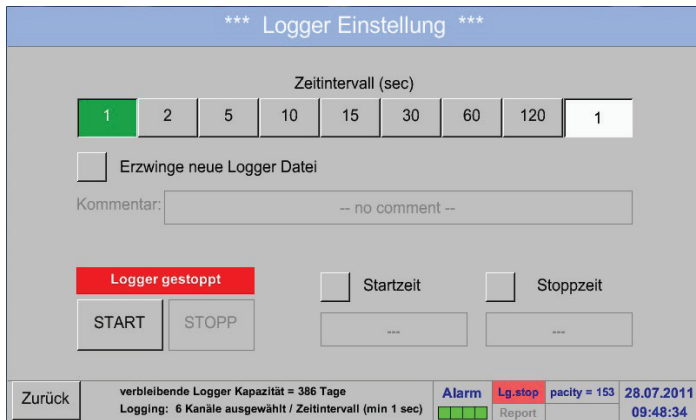 *** Logger Einstellung ***
Zeitintervall (sec)
1 2 5 10 15 30 60 120 1
Erzwinge neue Logger Datei
Kommentar: -- no comment --
Logger gestoppt
Startzeit Stoppzeit
START STOPP --- ---
Zurück
verbleibende Logger Kapazität = 386 Tage
Logging: 6 Kanäle ausgewählt / Zeitintervall (min 1 sec)
Alarm Lg.stop pacity = 153 28.07.2011
Report 09:48:34